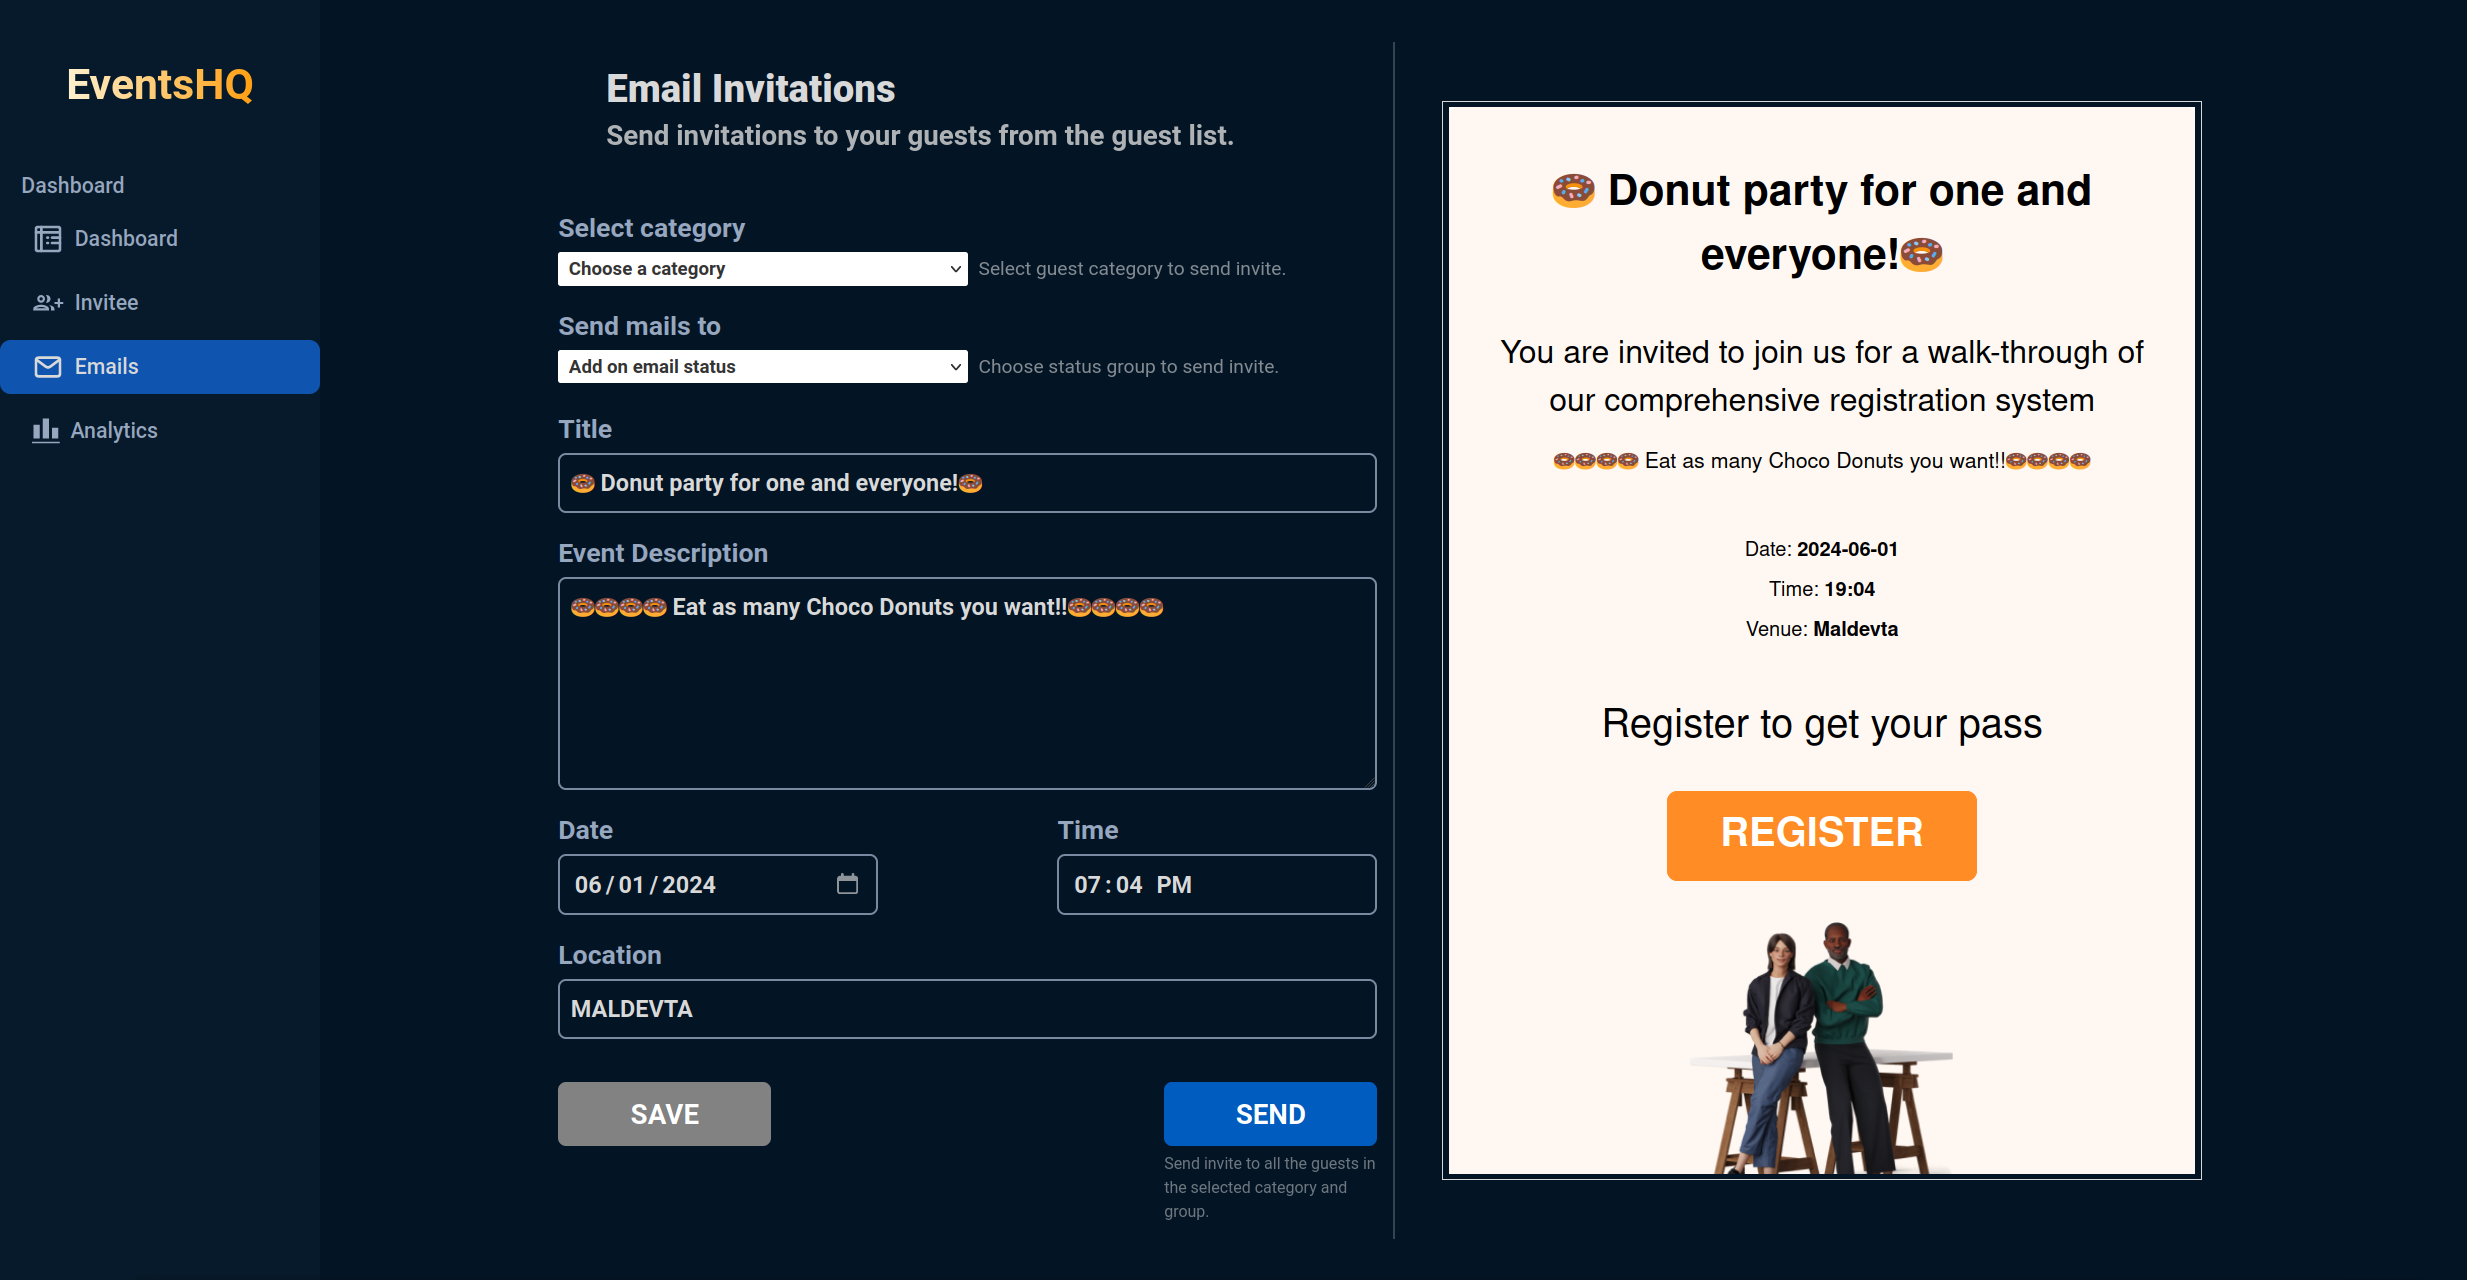 EventsHQ
Dashboard
Dashboard
Invitee
Emails
Analytics
Email Invitations
Send invitations to your guests from the guest list.
Select category
Choose a category
Select guest category to send invite.
Send mails to
Add on email status
Choose status group to send invite.
Title
🍩 Donut party for one and everyone!🍩
Event Description
🍩🍩🍩🍩 Eat as many Choco Donuts you want!!🍩🍩🍩🍩
Date
Time
06/01/2024
07:04 PM
Location
MALDEVTA
SAVE
SEND
Send invite to all the guests in
the selected category and
group.
🍩 Donut party for one and
everyone!🍩
You are invited to join us for a walk-through of
our comprehensive registration system
🍩🍩🍩🍩 Eat as many Choco Donuts you want!!🍩🍩🍩🍩
Date: 2024-06-01
Time: 19:04
Venue: Maldevta
Register to get your pass
REGISTER